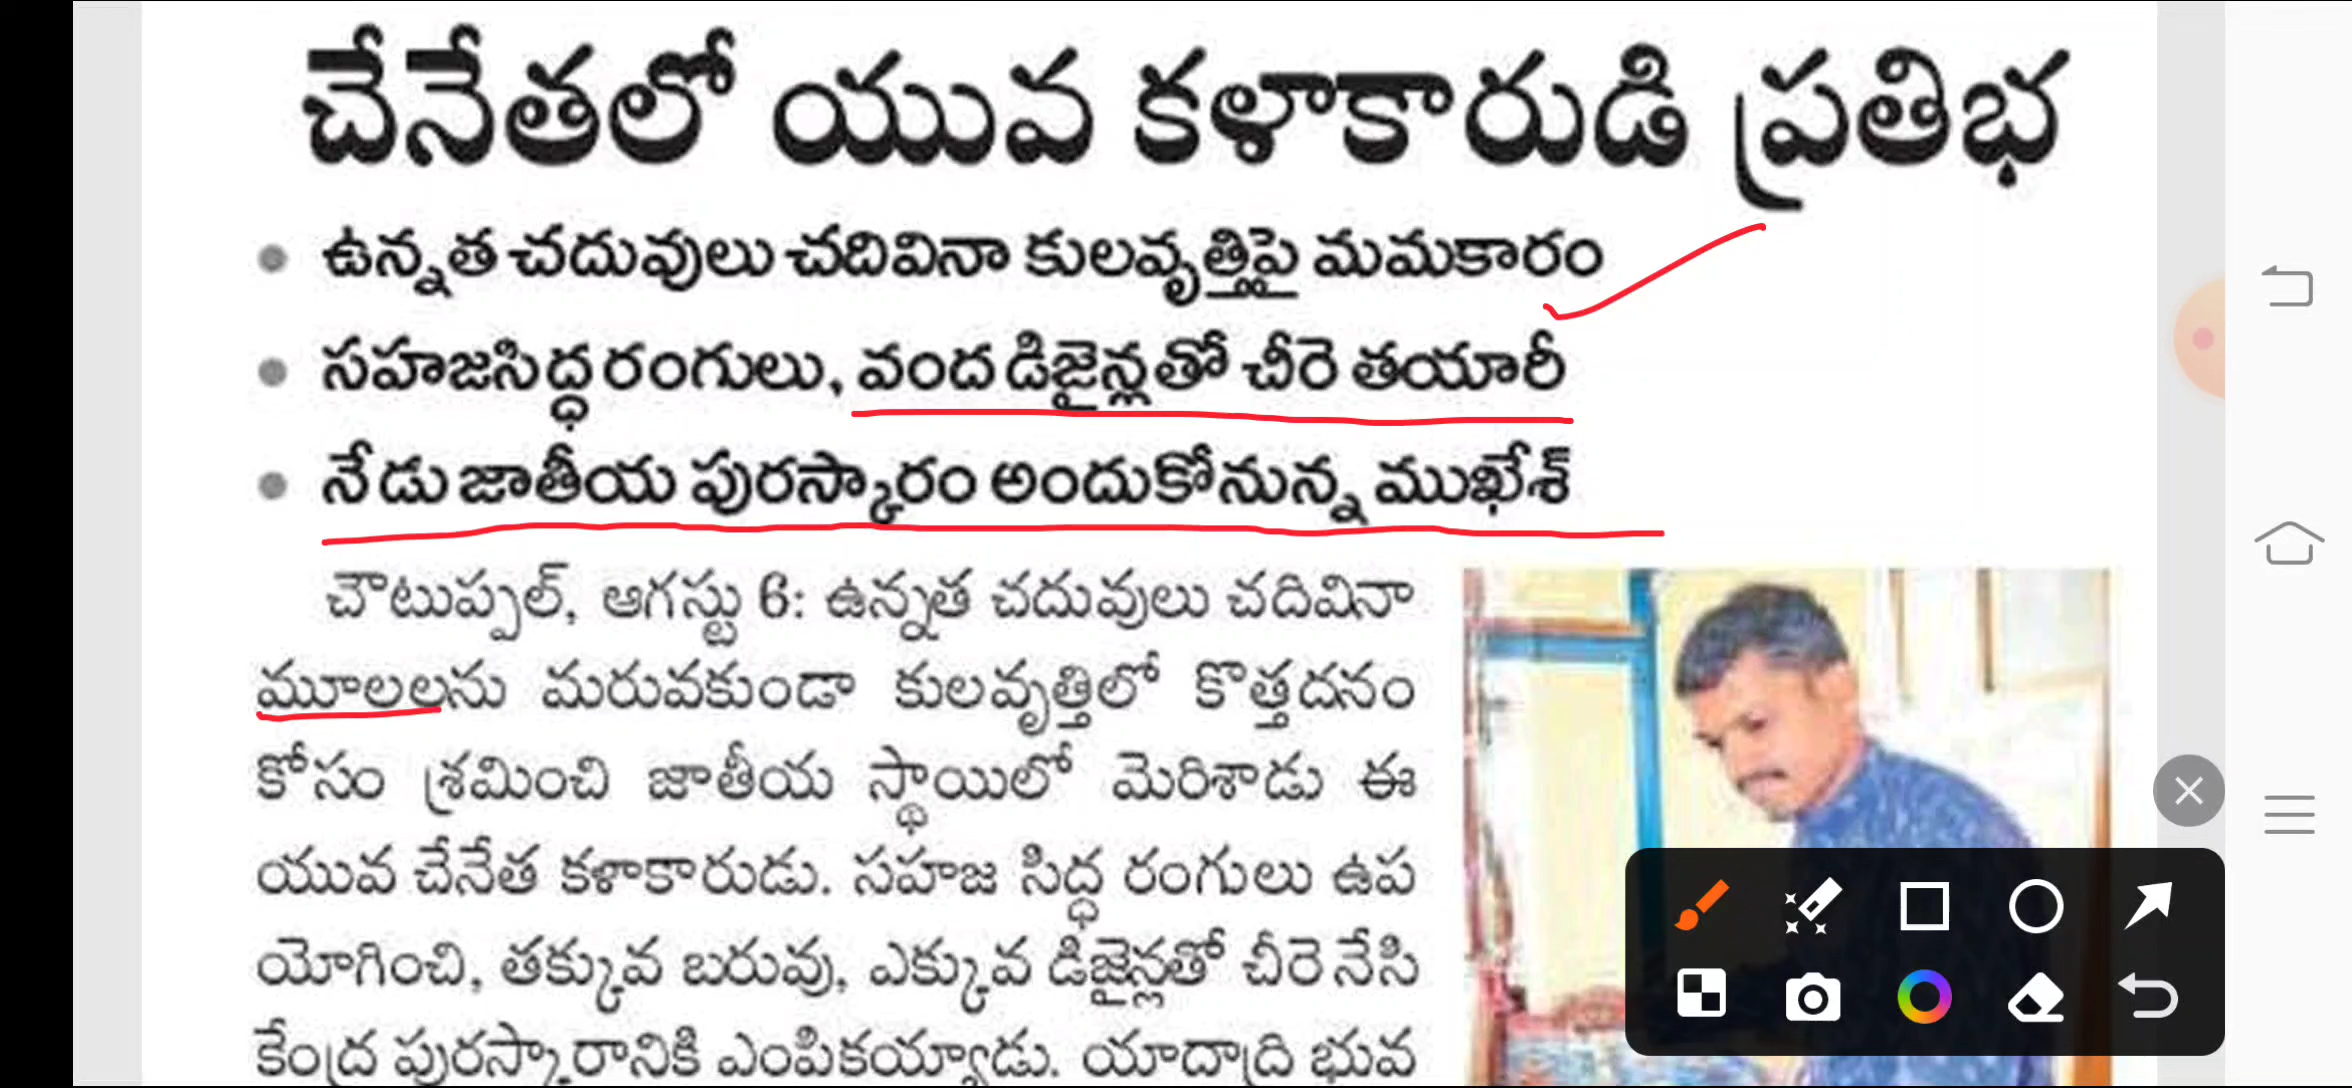 చేనేతలో యువ కళాకారుడి ప్రతిభ
• ఉన్నత చదువులు చదివినా కులవృత్తిపై మమకారం
• సహజసిద్ధ రంగులు, వంద డిజైన్లతో చీరె తయారీ
• నేడు జాతీయ పురస్కారం అందుకోనున్న ముఖేశ్
చౌటుప్పల్, ఆగస్టు 6: ఉన్నత చదువులు చదివినా
మూలలను మరువకుండా కులవృత్తిలో కొత్తదనం
కోసం శ్రమించి జాతీయ స్థాయిలో మెరిశాడు ఈ
యువ చేనేత కళాకారుడు. సహజ సిద్ధ రంగులు ఉప
యోగించి, తక్కువ బరువు, ఎక్కువ డిజైన్లతో చీరె నేసి
కేంద్ర పురస్కారానికి ఎంపికయ్యాడు. యాదాద్రి భువ